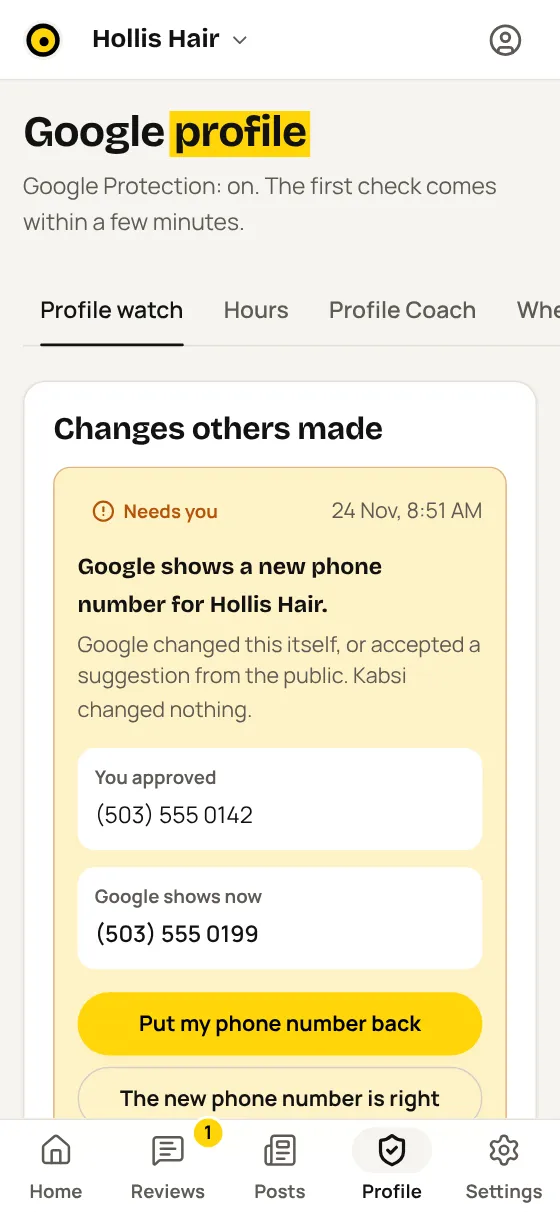 Hollis Hair
Google profile
Google Protection: on. The first check comes
within a few minutes.
Profile watch Hours Profile Coach Whe
Changes others made
Needs you 24 Nov, 8:51 AM
Google shows a new phone
number for Hollis Hair.
Google changed this itself, or accepted a
suggestion from the public. Kabsi
changed nothing.
You approved
(503) 555 0142
Google shows now
(503) 555 0199
Put my phone number back
The new phone number is right
1
Home Reviews Posts Profile Settings